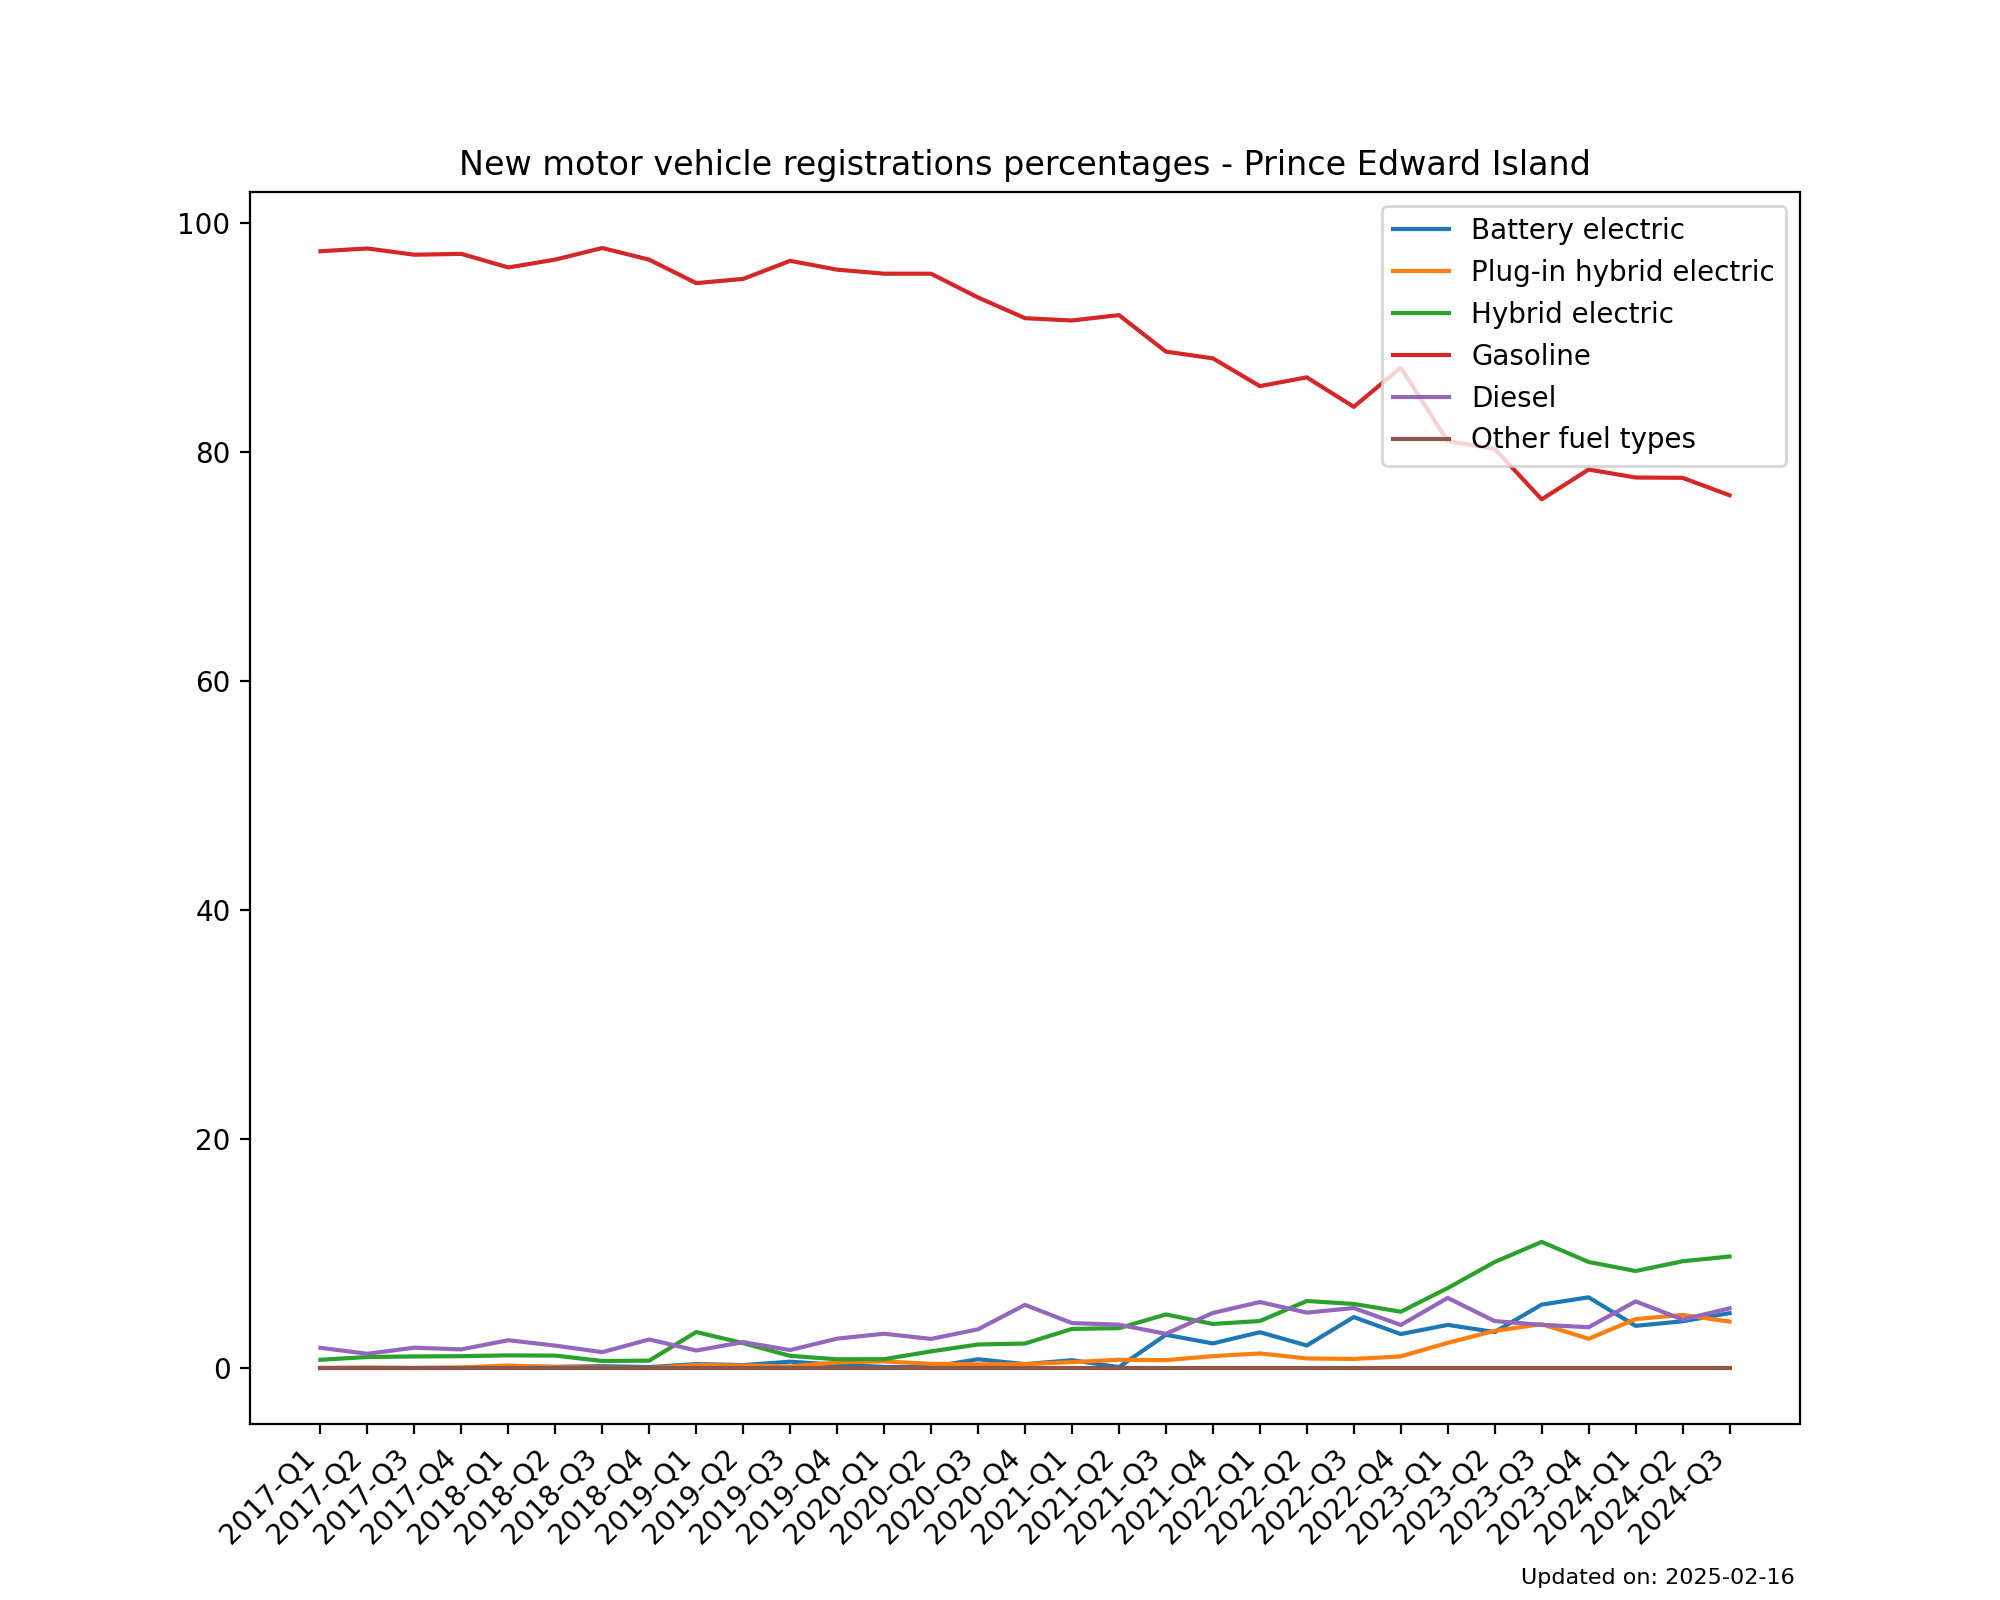 New motor vehicle registrations percentages - Prince Edward Island
100
80
60
40
20
0
Battery electric
Plug-in hybrid electric
Hybrid electric
Gasoline
Diesel
Other fuel types
2017-Q1
2017-Q2
2017-Q3
2017-Q4
2018-Q1
2018-Q2
2018-Q3
2018-Q4
2019-Q1
2019-Q2
2019-Q3
2019-Q4
2020-Q1
2020-Q2
2020-Q3
2020-Q4
2021-Q1
2021-Q2
2021-Q3
2021-Q4
2022-Q1
2022-Q2
2022-Q3
2022-Q4
2023-Q1
2023-Q2
2023-Q3
2023-Q4
2024-Q1
2024-Q2
2024-Q3
Updated on: 2025-02-16